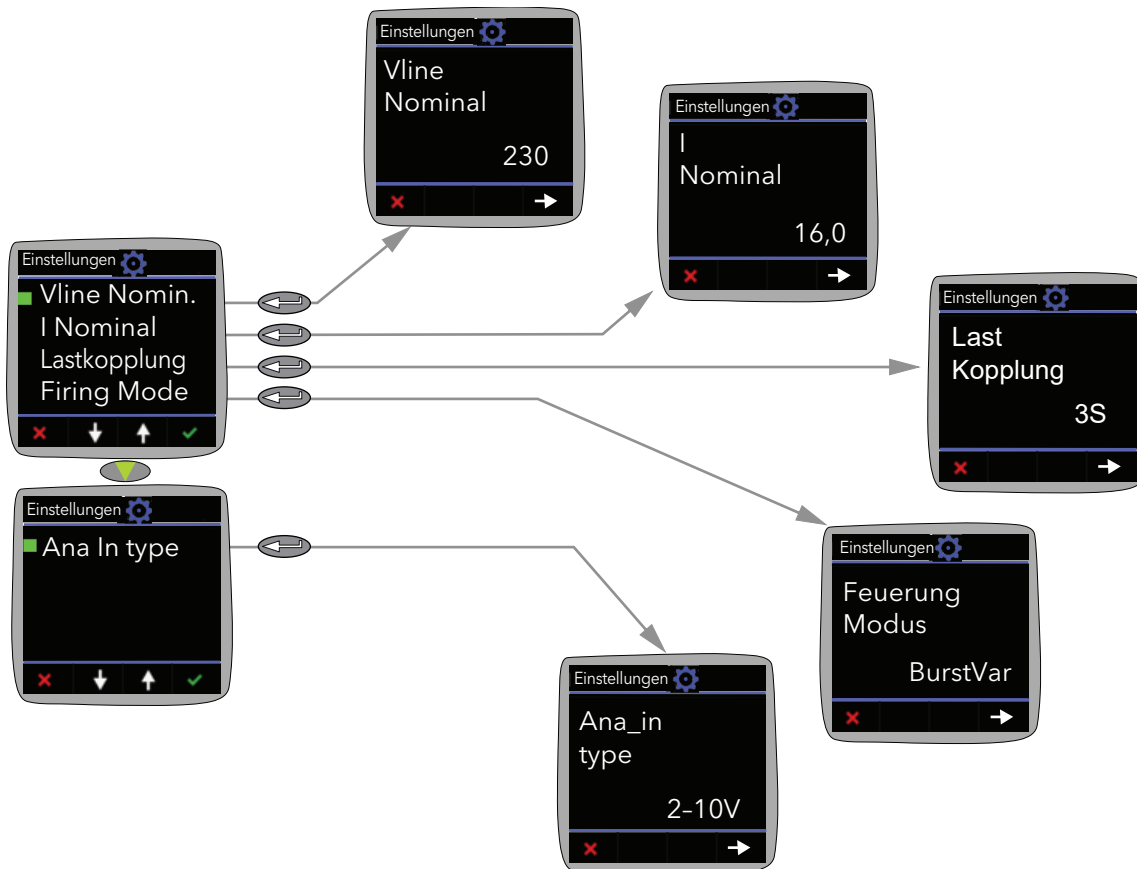 Einstellungen
Vline
Nominal
230
Einstellungen
I
Nominal
16,0
Einstellungen
Vline Nomin.
I Nominal
Lastkopplung
Firing Mode
Einstellungen
Last
Kopplung
3S
Einstellungen
Ana In type
Einstellungen
Feuerung
Modus
BurstVar
Einstellungen
Ana_in
type
2–10V